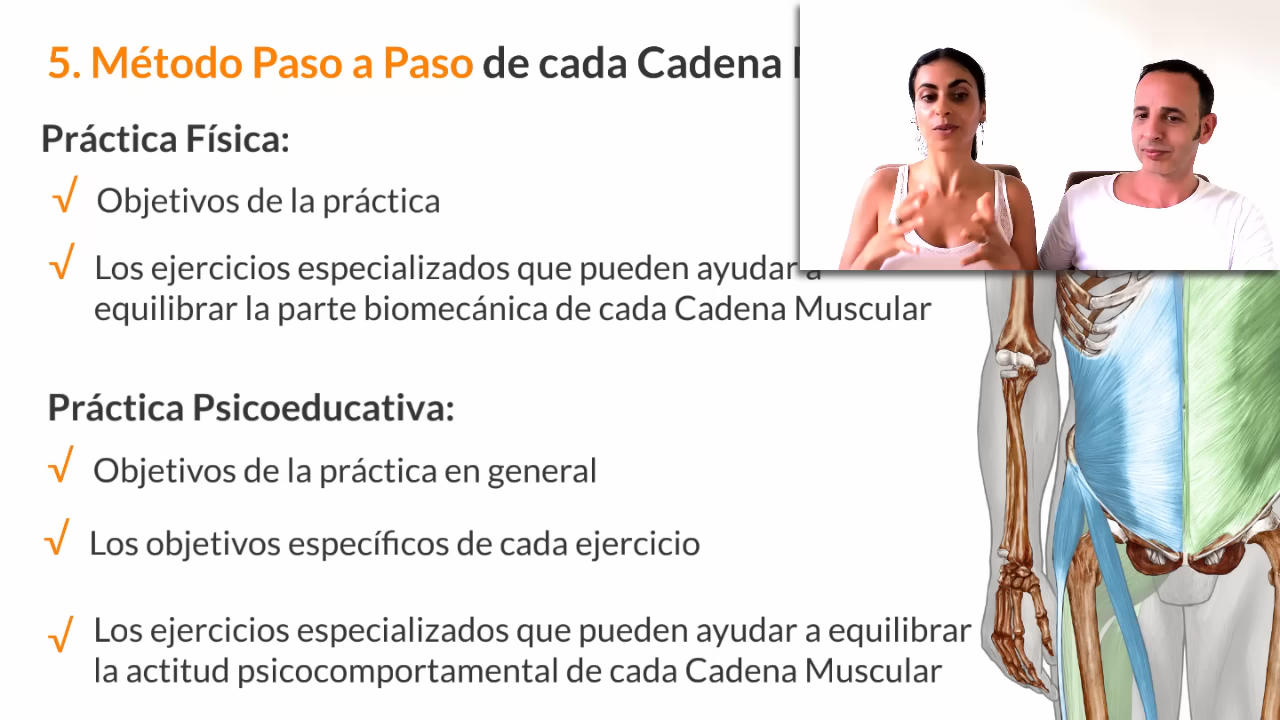 5. Método Paso a Paso de cada Cadena
Práctica Física:
√ Objetivos de la práctica
√ Los ejercicios especializados que pueden ayudar a
equilibrar la parte biomecánica de cada Cadena Muscular
Práctica Psicoeducativa:
√ Objetivos de la práctica en general
√ Los objetivos específicos de cada ejercicio
√ Los ejercicios especializados que pueden ayudar a equilibrar
la actitud psicocomportamental de cada Cadena Muscular